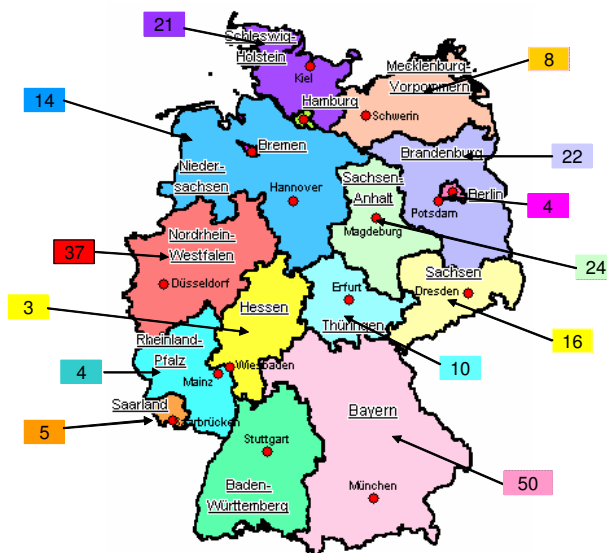 21
Schleswig-
Holstein
Kiel
Mecklenburg-
Vorpommern
8
14
Hamburg
Schwerin
Bremen
Brandenburg
22
Nieder-
sachsen
Hannover
Sachsen-
Anhalt
Berlin
4
Potsdam
Magdeburg
24
37
Nordrhein-
Westfalen
Düsseldorf
3
Hessen
Erfurt
Thüringen
Sachsen
Dresden
16
Rheinland-
Pfalz
4
Wiesbaden
Mainz
10
Saarland
5
Saarbrücken
Bayern
Stuttgart
50
Baden-
Württemberg
München